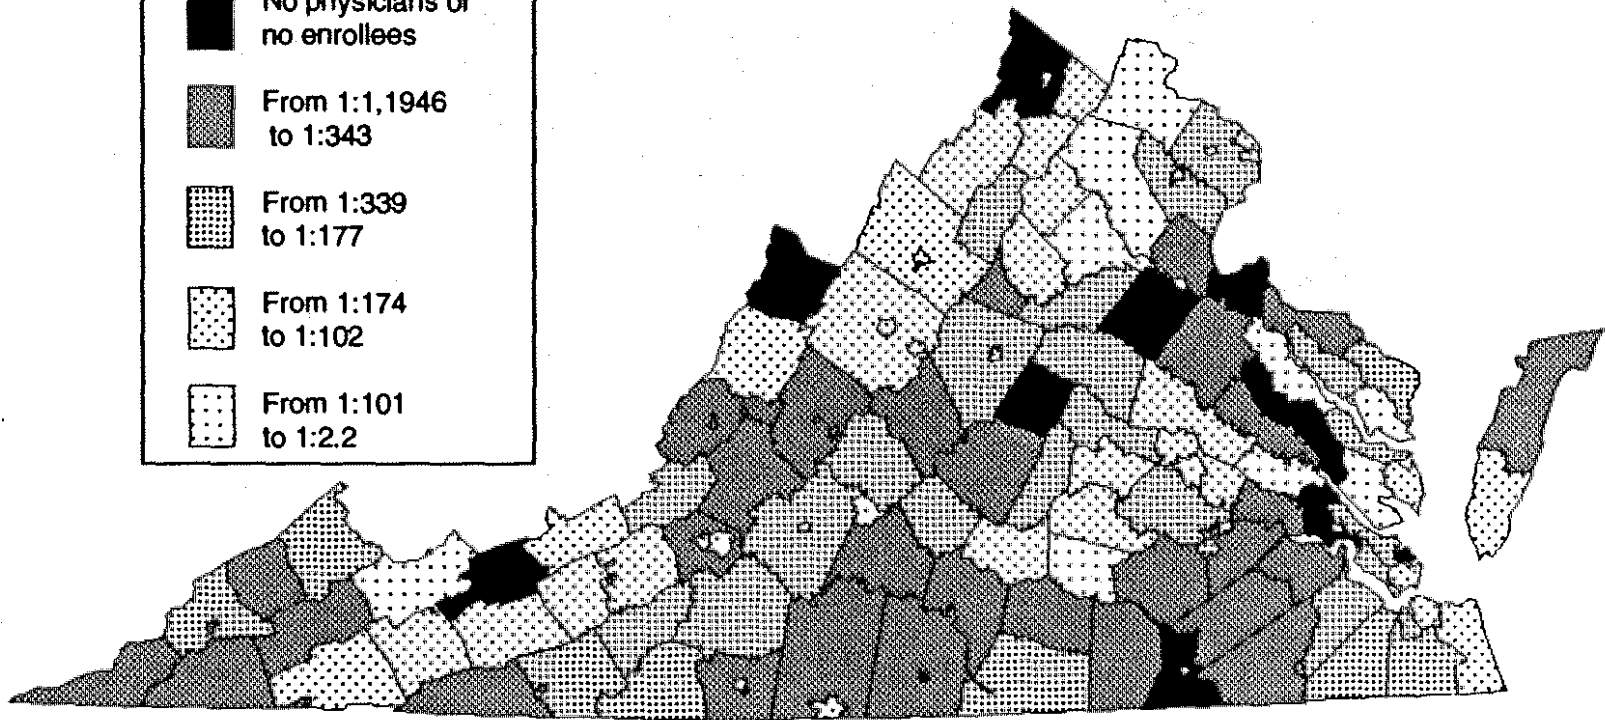 No physicians or
no enrollees
From 1:1,1946
to 1:343
From 1:339
to 1:177
From 1:174
to 1:102
From 1:101
to 1:2.2